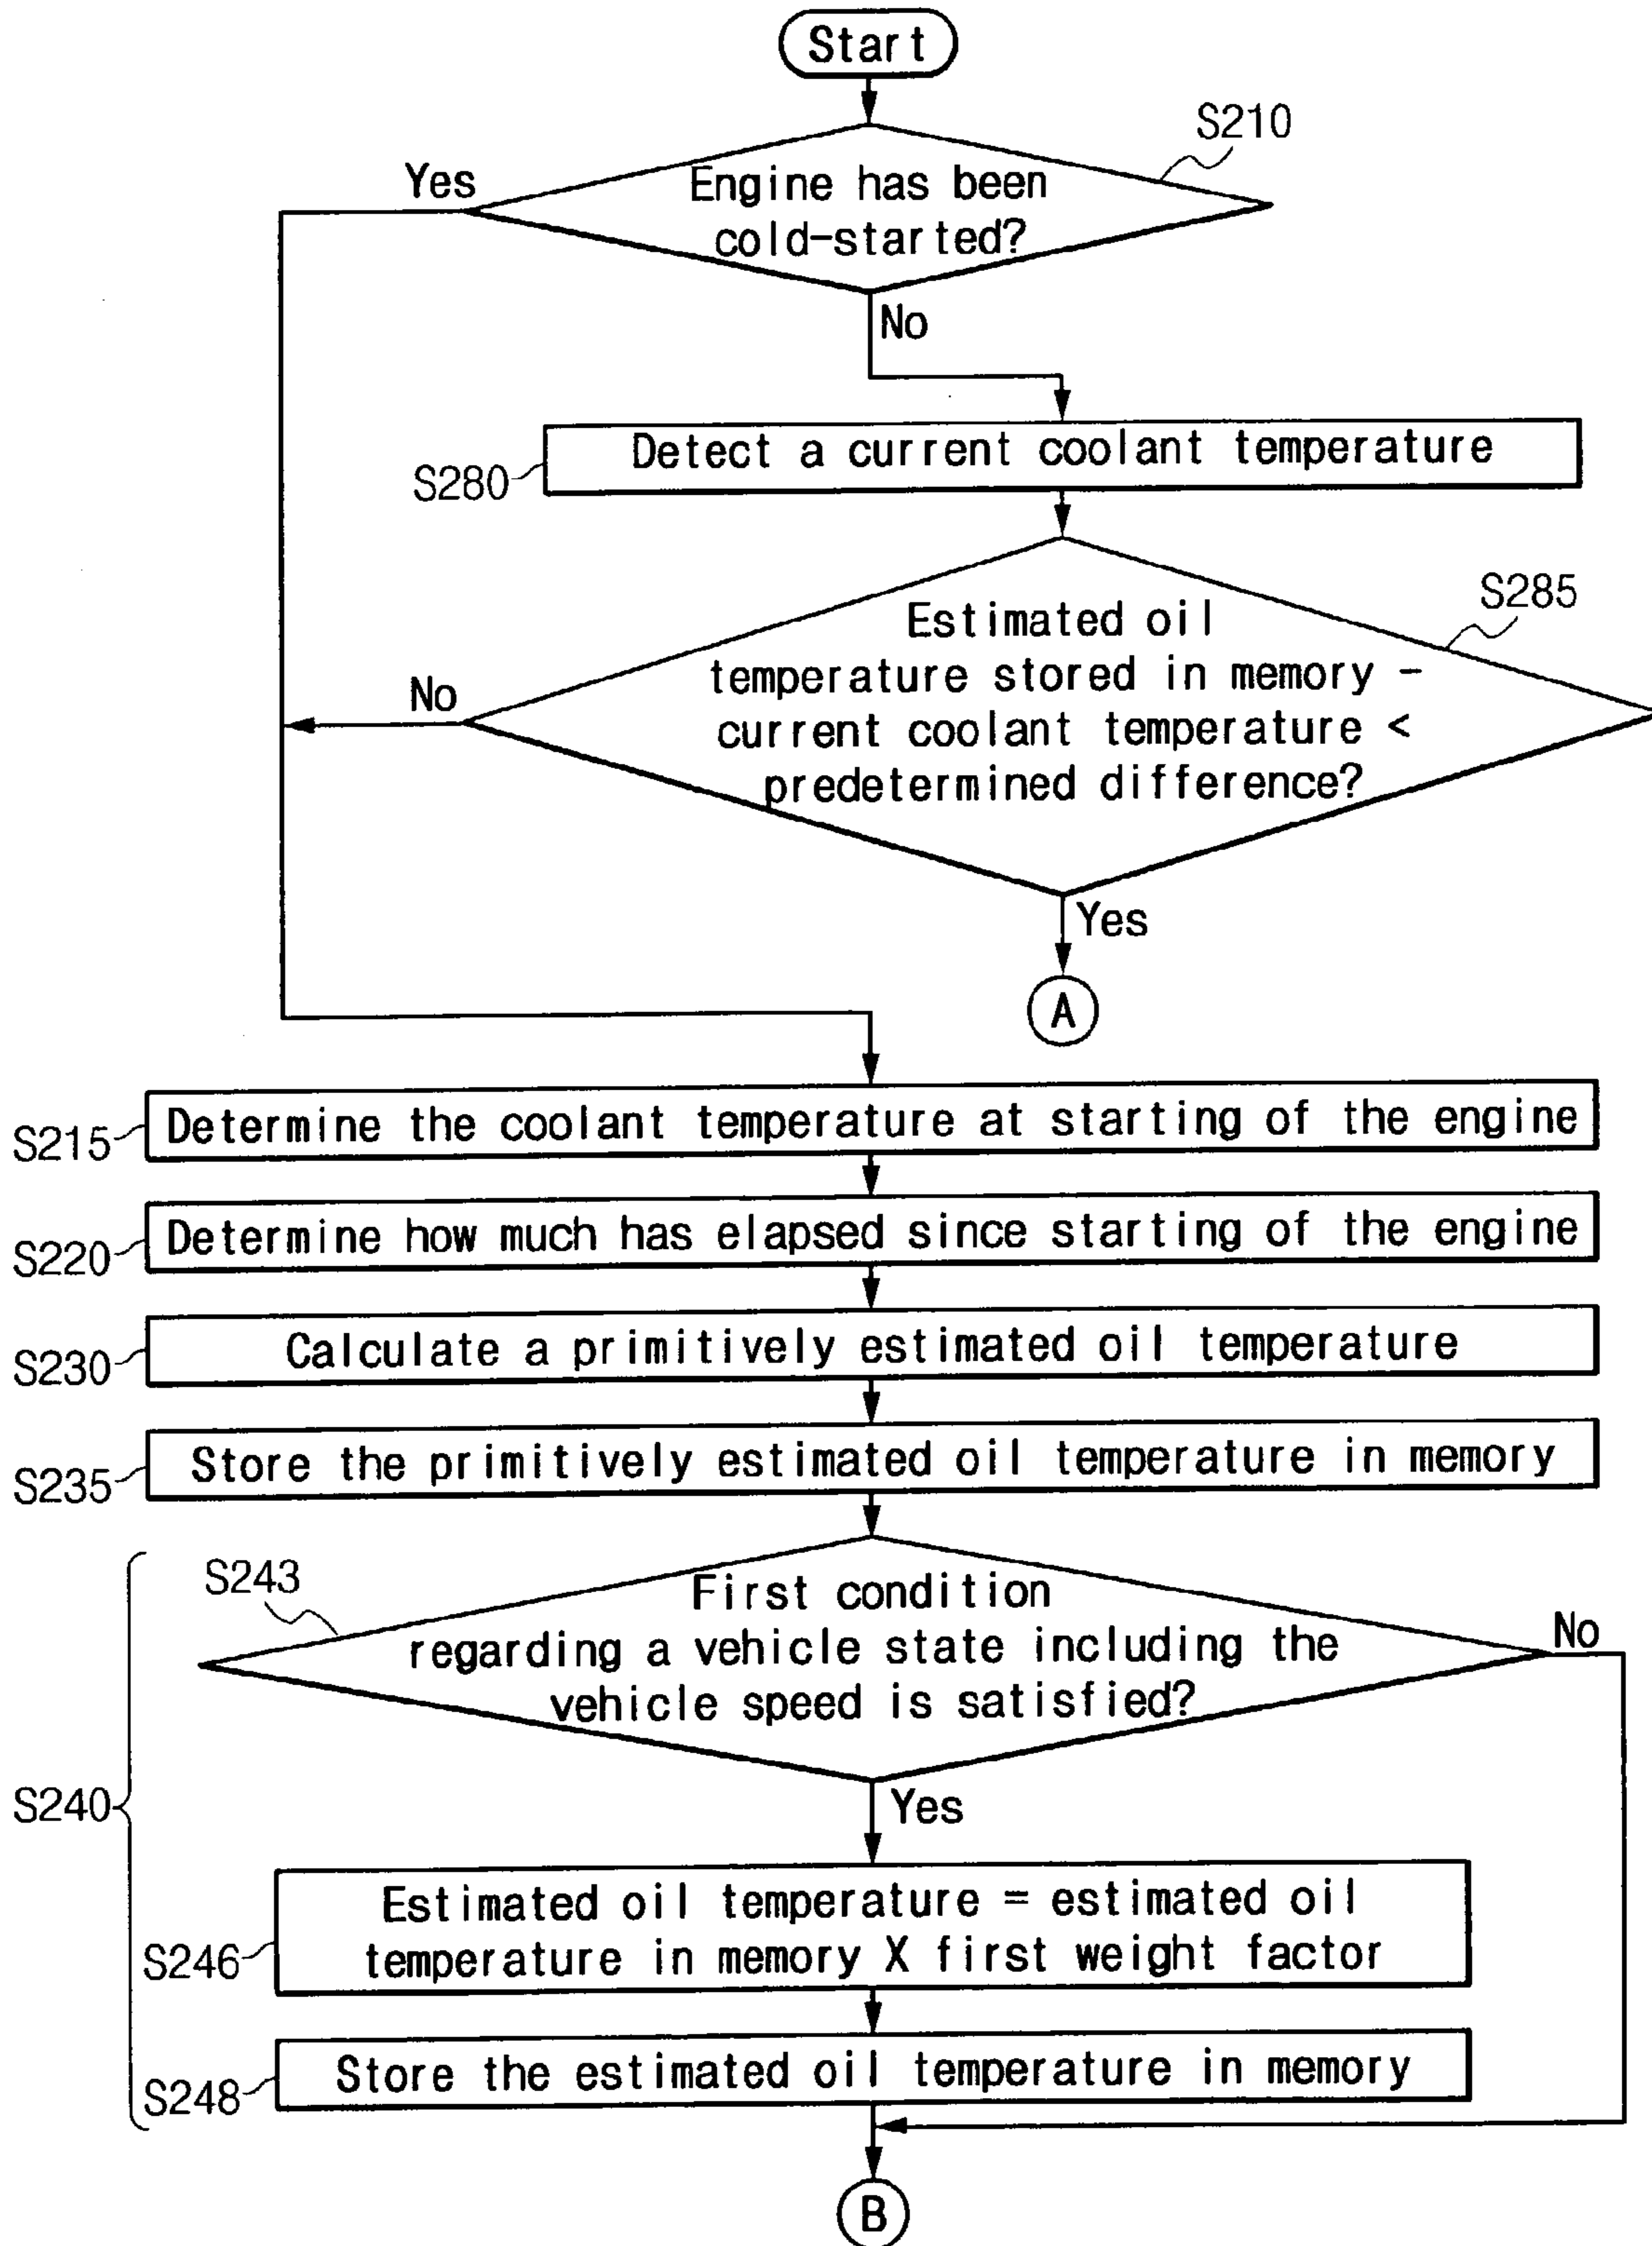 Start
S210
Yes
Engine has been
cold-started?
No
Detect a current coolant temperature
S280
S285
Estimated oil
temperature stored in memory -
current coolant temperature <
predetermined difference?
No
Yes
A
Determine the coolant temperature at starting of the engine
S215
Determine how much has elapsed since starting of the engine
S220
Calculate a primitively estimated oil temperature
S230
Store the primitively estimated oil temperature in memory
S235
S243
First condition
regarding a vehicle state including the
vehicle speed is satisfied?
No
S240
Yes
Estimated oil temperature = estimated oil
temperature in memory X first weight factor
S246
Store the estimated oil temperature in memory
S248
B